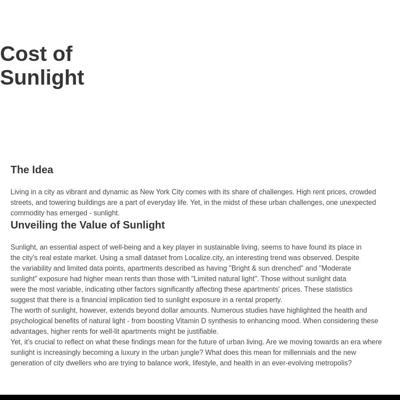 Cost of
Sunlight
The Idea
Living in a city as vibrant and dynamic as New York City comes with its share of challenges. High rent prices, crowded
streets, and towering buildings are a part of everyday life. Yet, in the midst of these urban challenges, one unexpected
commodity has emerged - sunlight.
Unveiling the Value of Sunlight
Sunlight, an essential aspect of well-being and a key player in sustainable living, seems to have found its place in
the city's real estate market. Using a small dataset from Localize.city, an interesting trend was observed. Despite
the variability and limited data points, apartments described as having "Bright & sun drenched" and "Moderate
sunlight" exposure had higher mean rents than those with "Limited natural light". Those without sunlight data
were the most variable, indicating other factors significantly affecting these apartments' prices. These statistics
suggest that there is a financial implication tied to sunlight exposure in a rental property.
The worth of sunlight, however, extends beyond dollar amounts. Numerous studies have highlighted the health and
psychological benefits of natural light - from boosting Vitamin D synthesis to enhancing mood. When considering these
advantages, higher rents for well-lit apartments might be justifiable.
Yet, it's crucial to reflect on what these findings mean for the future of urban living. Are we moving towards an era where
sunlight is increasingly becoming a luxury in the urban jungle? What does this mean for millennials and the new
generation of city dwellers who are trying to balance work, lifestyle, and health in an ever-evolving metropolis?